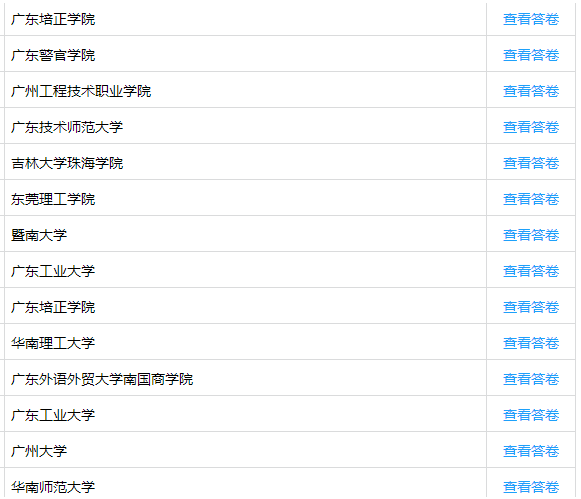 广东培正学院 查看答卷
广东警官学院 查看答卷
广州工程技术职业学院 查看答卷
广东技术师范大学 查看答卷
吉林大学珠海学院 查看答卷
东莞理工学院 查看答卷
暨南大学 查看答卷
广东工业大学 查看答卷
广东培正学院 查看答卷
华南理工大学 查看答卷
广东外语外贸大学南国商学院 查看答卷
广东工业大学 查看答卷
广州大学 查看答卷
华南师范大学 查看答卷